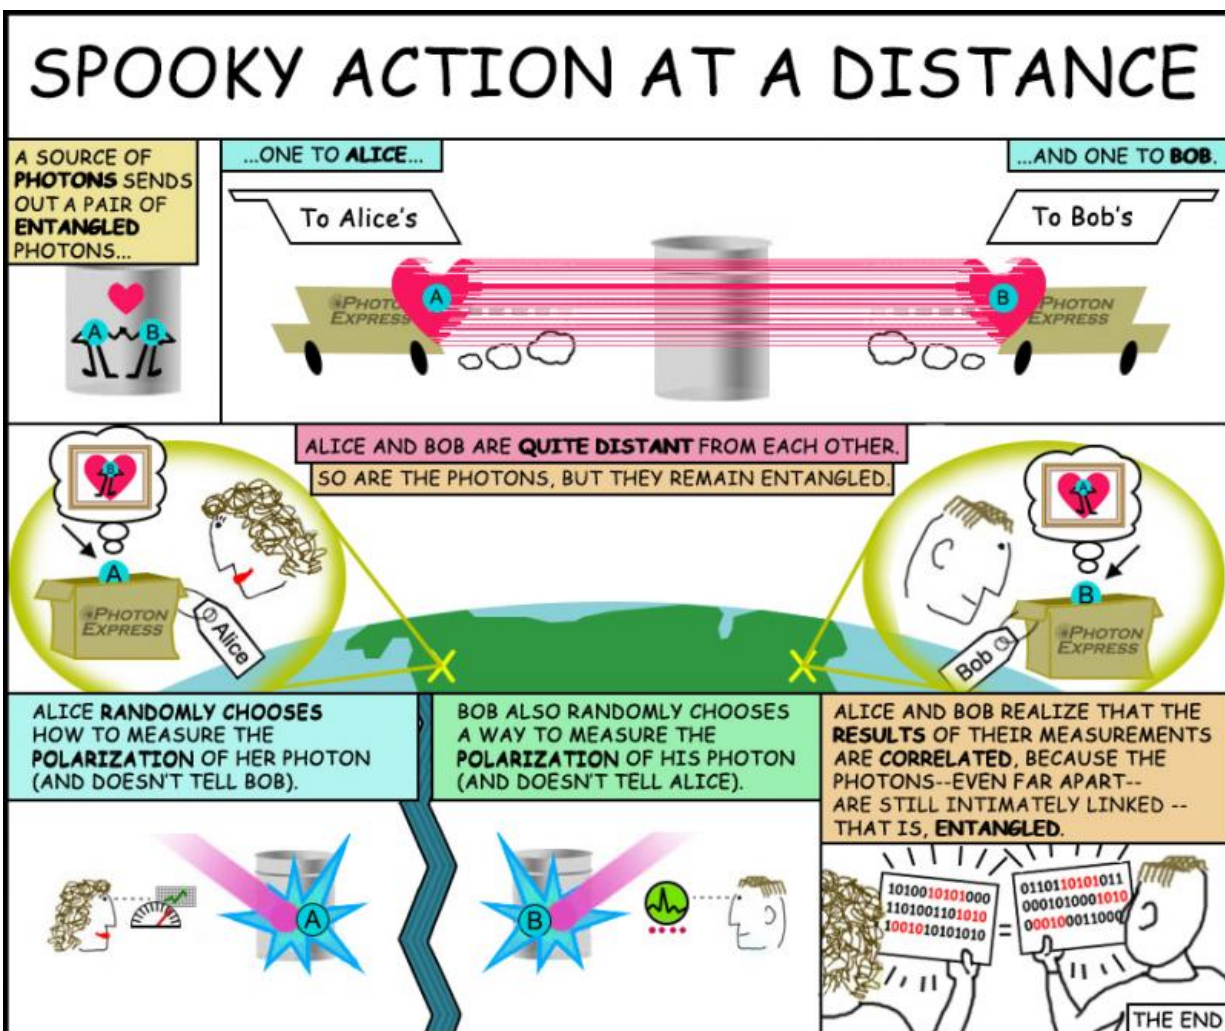 SPOOKY ACTION AT A DISTANCE
A SOURCE OF
PHOTONS SENDS
OUT A PAIR OF
ENTANGLED
PHOTONS...
A
B
...ONE TO ALICE...
...AND ONE TO BOB.
To Alice's
To Bob's
PHOTON
EXPRESS
A
B
PHOTON
EXPRESS
ALICE AND BOB ARE QUITE DISTANT FROM EACH OTHER.
SO ARE THE PHOTONS, BUT THEY REMAIN ENTANGLED.
B
A
PHOTON
EXPRESS
Alice
A
B
PHOTON
EXPRESS
Bob
ALICE RANDOMLY CHOOSES
HOW TO MEASURE THE
POLARIZATION OF HER PHOTON
(AND DOESN'T TELL BOB).
A
BOB ALSO RANDOMLY CHOOSES
A WAY TO MEASURE THE
POLARIZATION OF HIS PHOTON
(AND DOESN'T TELL ALICE).
B
ALICE AND BOB REALIZE THAT THE
RESULTS OF THEIR MEASUREMENTS
ARE CORRELATED, BECAUSE THE
PHOTONS--EVEN FAR APART--
ARE STILL INTIMATELY LINKED --
THAT IS, ENTANGLED.
1010010101000
1101001101010
1001010101010
=
0110110101011
0001010001010
00010001100​0
THE END